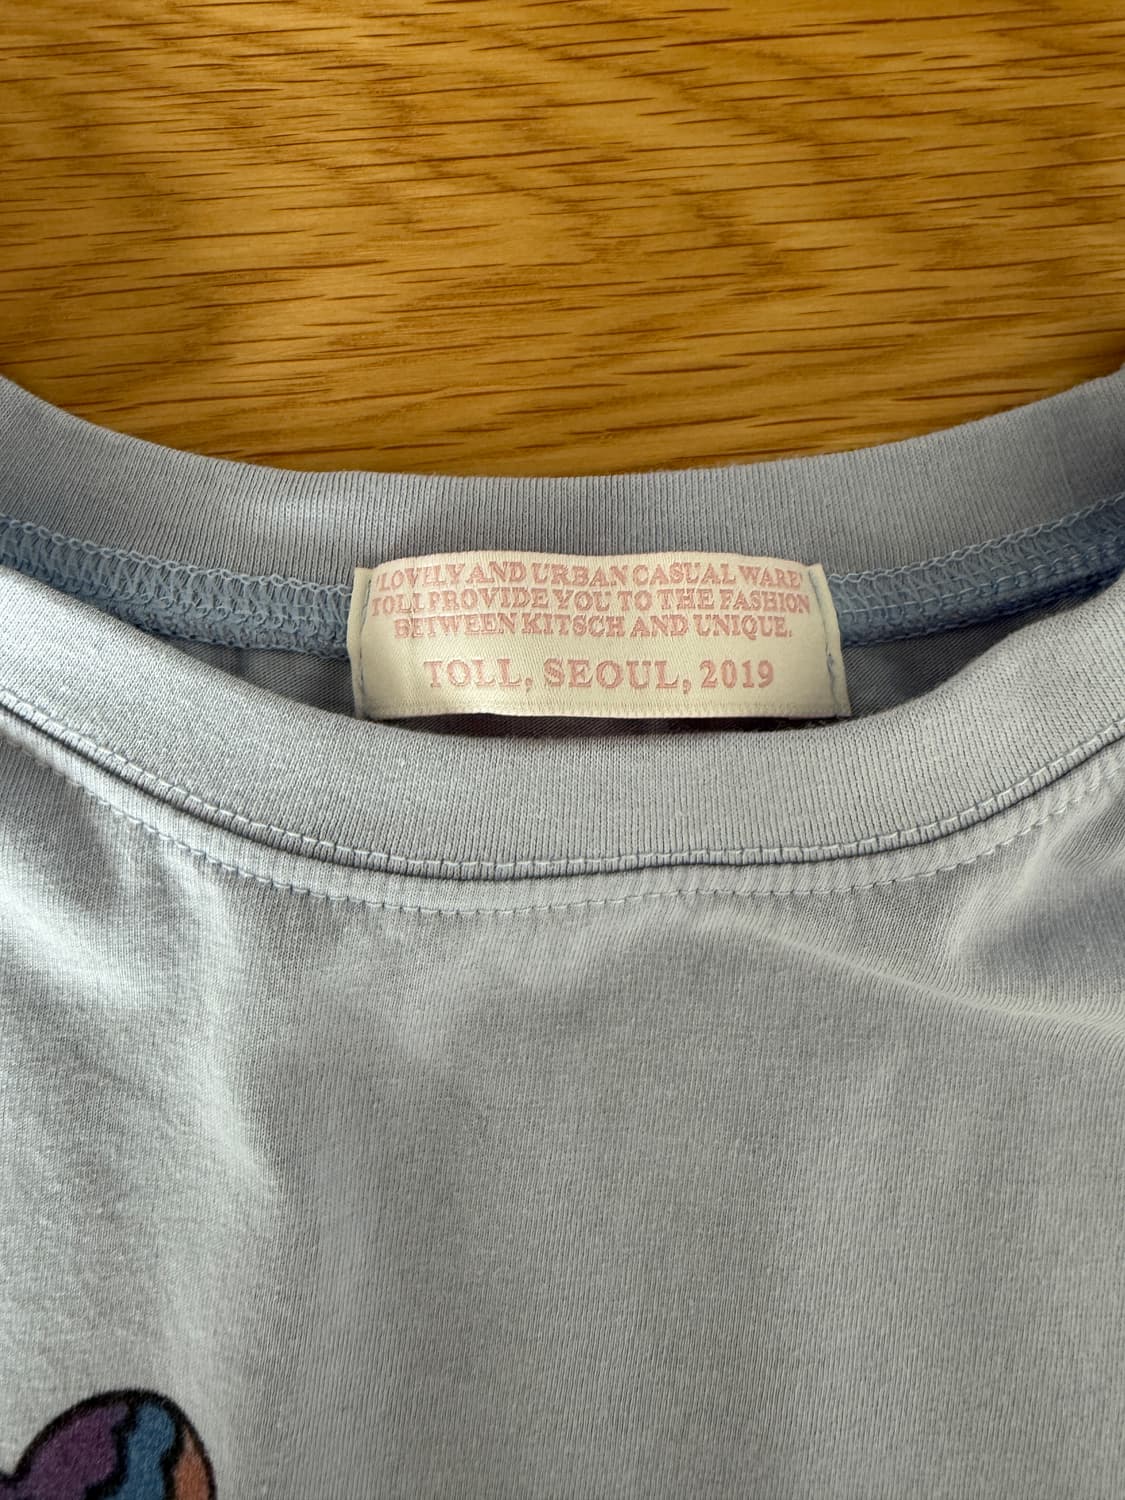 'LOVELY AND URBAN CASUAL WARE'
TOLL PROVIDE YOU TO THE FASHION
BETWEEN KITSCH AND UNIQUE.
TOLL, SEOUL, 2019